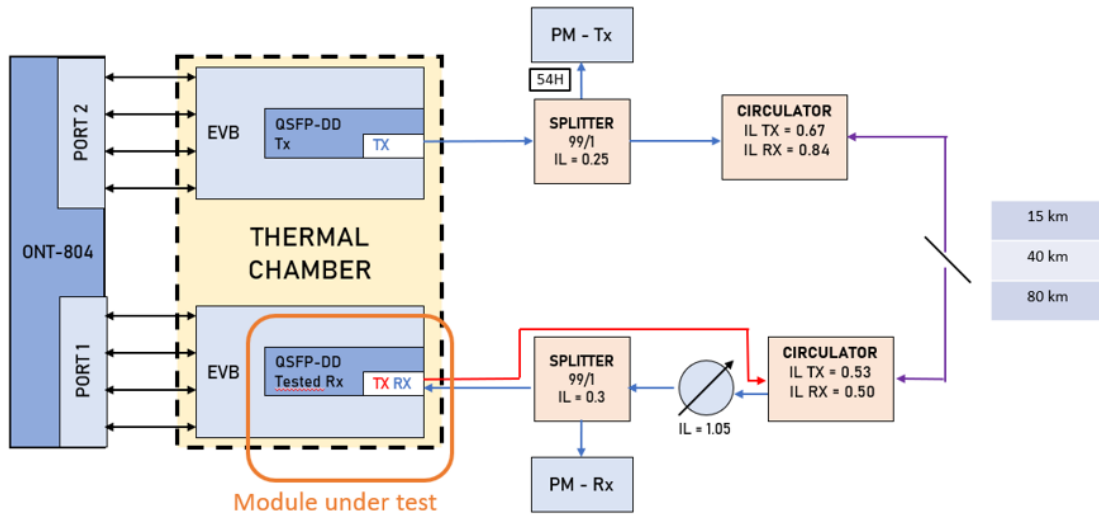 PM - Tx
54H
PORT 2
EVB
QSFP-DD
Tx
TX
SPLITTER
99/1
IL = 0.25
CIRCULATOR
IL TX = 0.67
IL RX = 0.84
ONT-804
THERMAL
CHAMBER
15 km
40 km
80 km
PORT 1
EVB
QSFP-DD
Tested Rx
TX RX
SPLITTER
99/1
IL = 0.3
IL = 1.05
CIRCULATOR
IL TX = 0.53
IL RX = 0.50
PM - Rx
Module under test